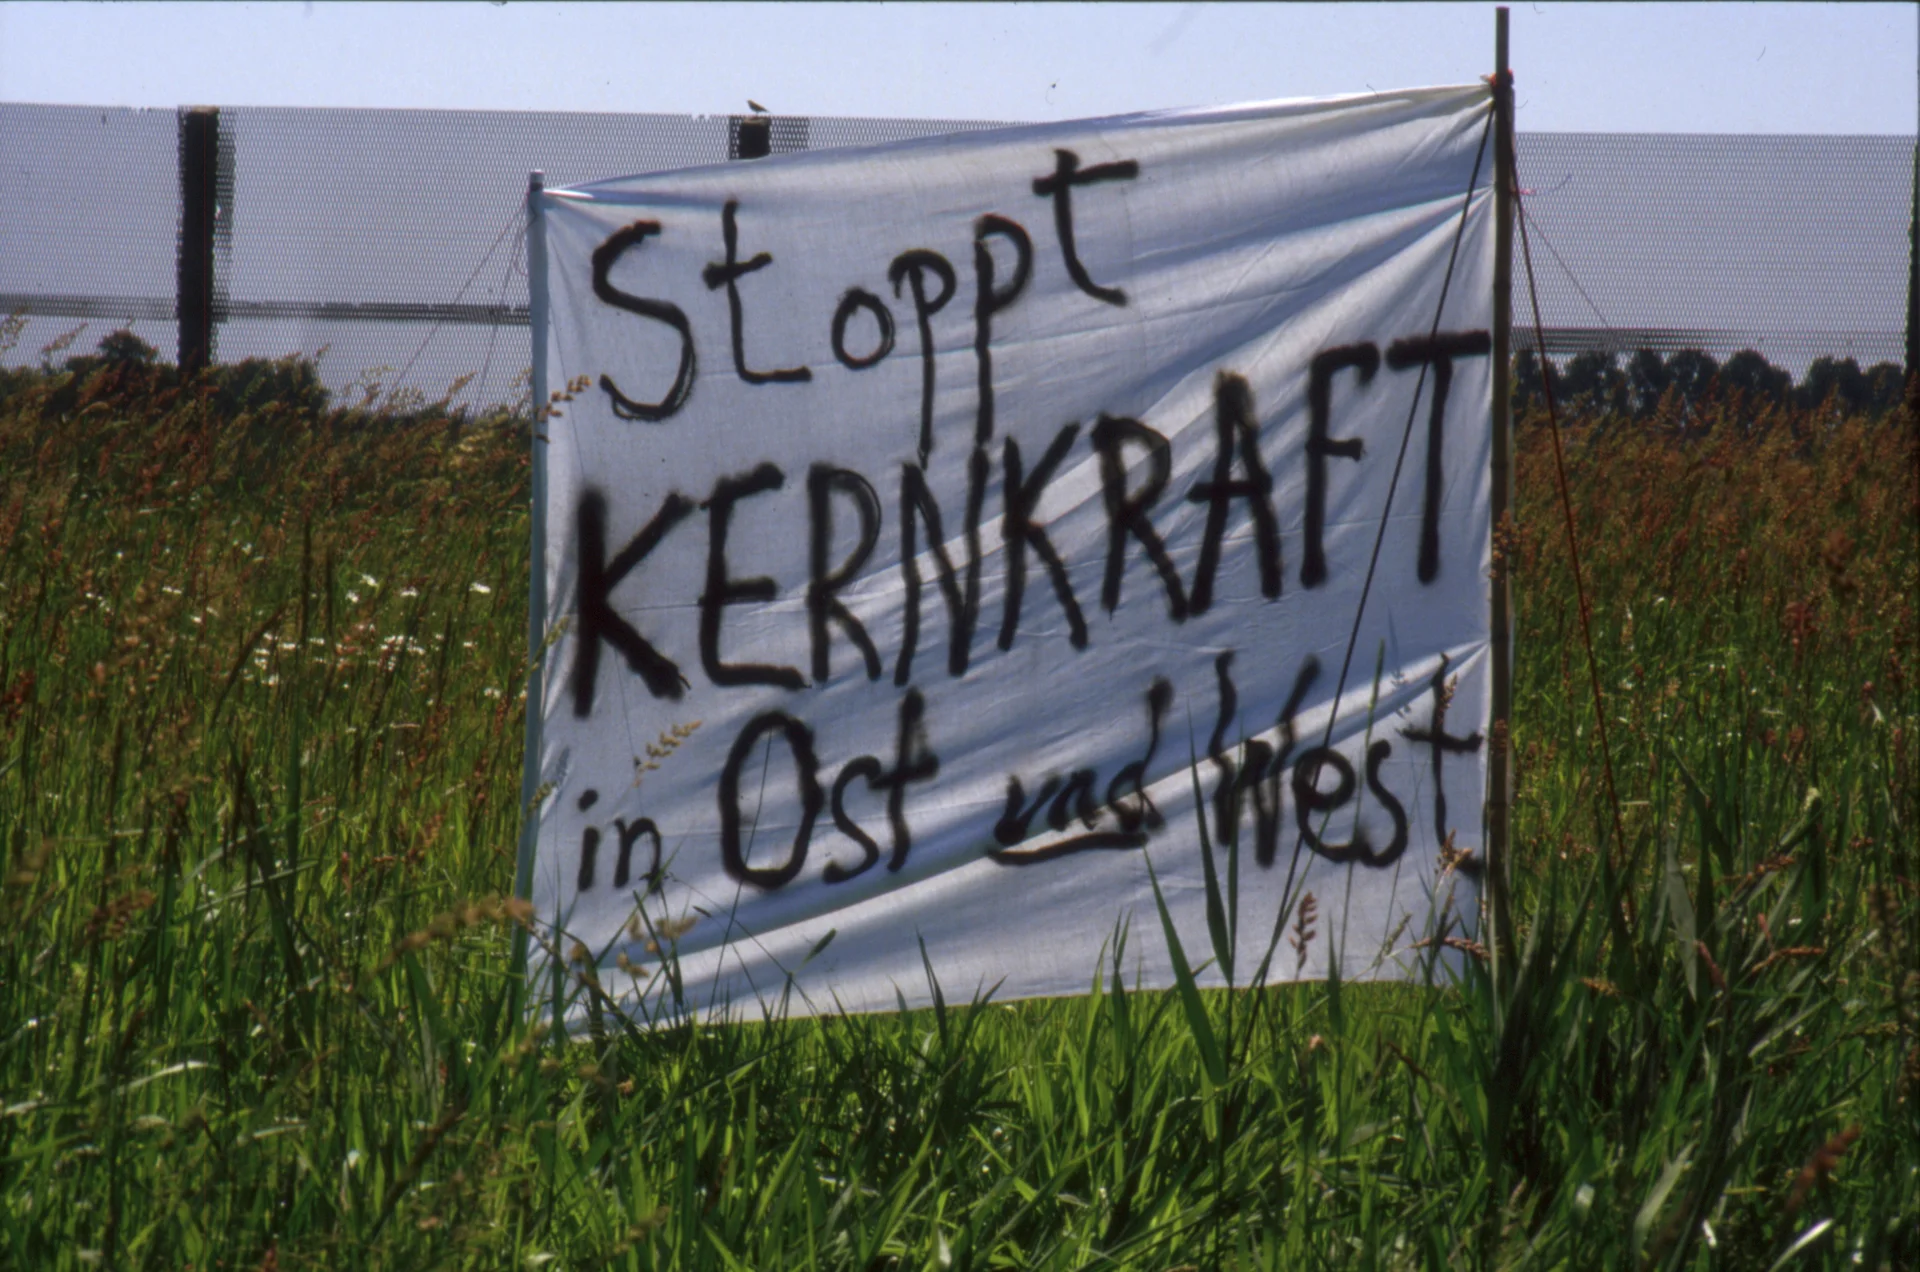 Stoppt
KERNKRAFT
in Ost und West